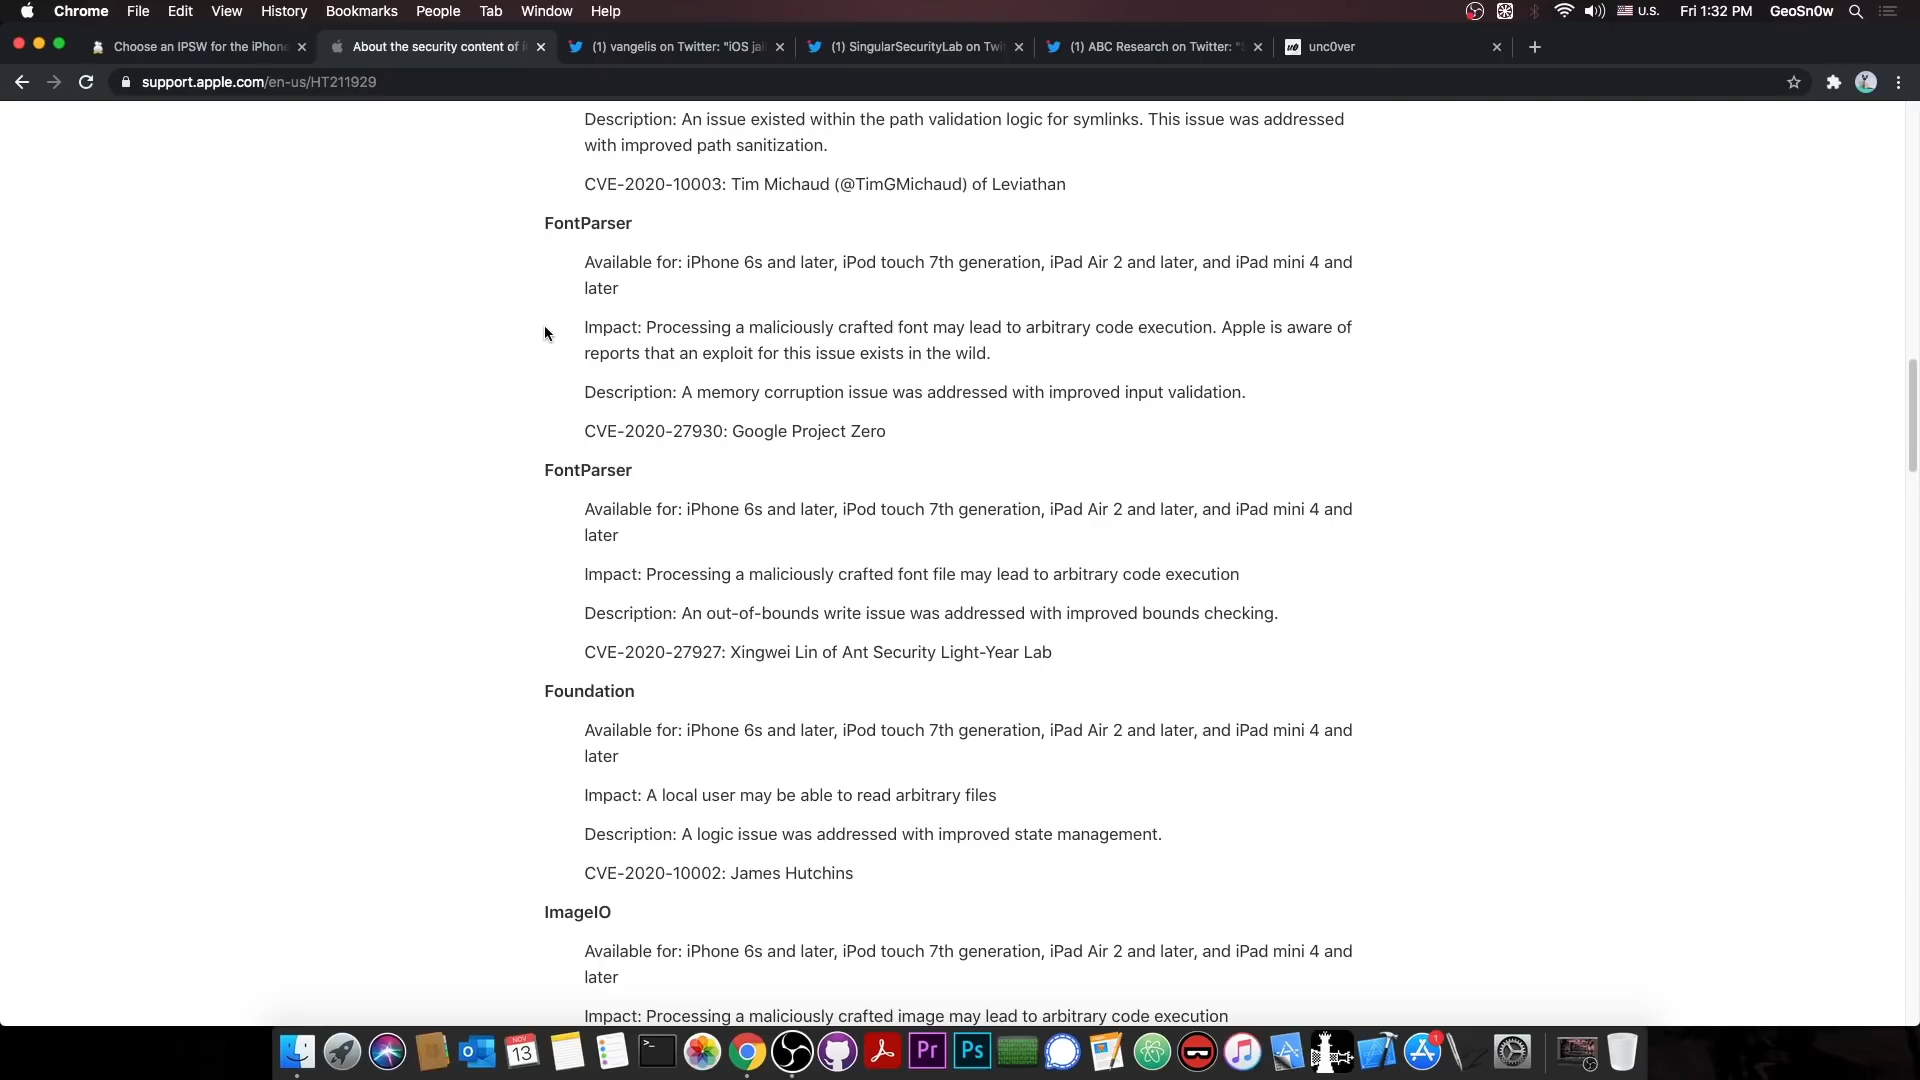 Chrome File Edit View History Bookmarks People Tab Window Help U.S. Fri 1:32 PM GeoSn0w
Choose an IPSW for the iPhone
About the security content of i
(1) vangelis on Twitter: "iOS jail
(1) SingularSecurityLab on Twi
(1) ABC Research on Twitter: "
u0 unc0ver
support.apple.com/en-us/HT211929
Description: An issue existed within the path validation logic for symlinks. This issue was addressed
with improved path sanitization.
CVE-2020-10003: Tim Michaud (@TimGMichaud) of Leviathan
FontParser
Available for: iPhone 6s and later, iPod touch 7th generation, iPad Air 2 and later, and iPad mini 4 and
later
Impact: Processing a maliciously crafted font may lead to arbitrary code execution. Apple is aware of
reports that an exploit for this issue exists in the wild.
Description: A memory corruption issue was addressed with improved input validation.
CVE-2020-27930: Google Project Zero
FontParser
Available for: iPhone 6s and later, iPod touch 7th generation, iPad Air 2 and later, and iPad mini 4 and
later
Impact: Processing a maliciously crafted font file may lead to arbitrary code execution
Description: An out-of-bounds write issue was addressed with improved bounds checking.
CVE-2020-27927: Xingwei Lin of Ant Security Light-Year Lab
Foundation
Available for: iPhone 6s and later, iPod touch 7th generation, iPad Air 2 and later, and iPad mini 4 and
later
Impact: A local user may be able to read arbitrary files
Description: A logic issue was addressed with improved state management.
CVE-2020-10002: James Hutchins
ImageIO
Available for: iPhone 6s and later, iPod touch 7th generation, iPad Air 2 and later, and iPad mini 4 and
later
Impact: Processing a maliciously crafted image may lead to arbitrary code execution
NOV
13
Pr
Ps
1